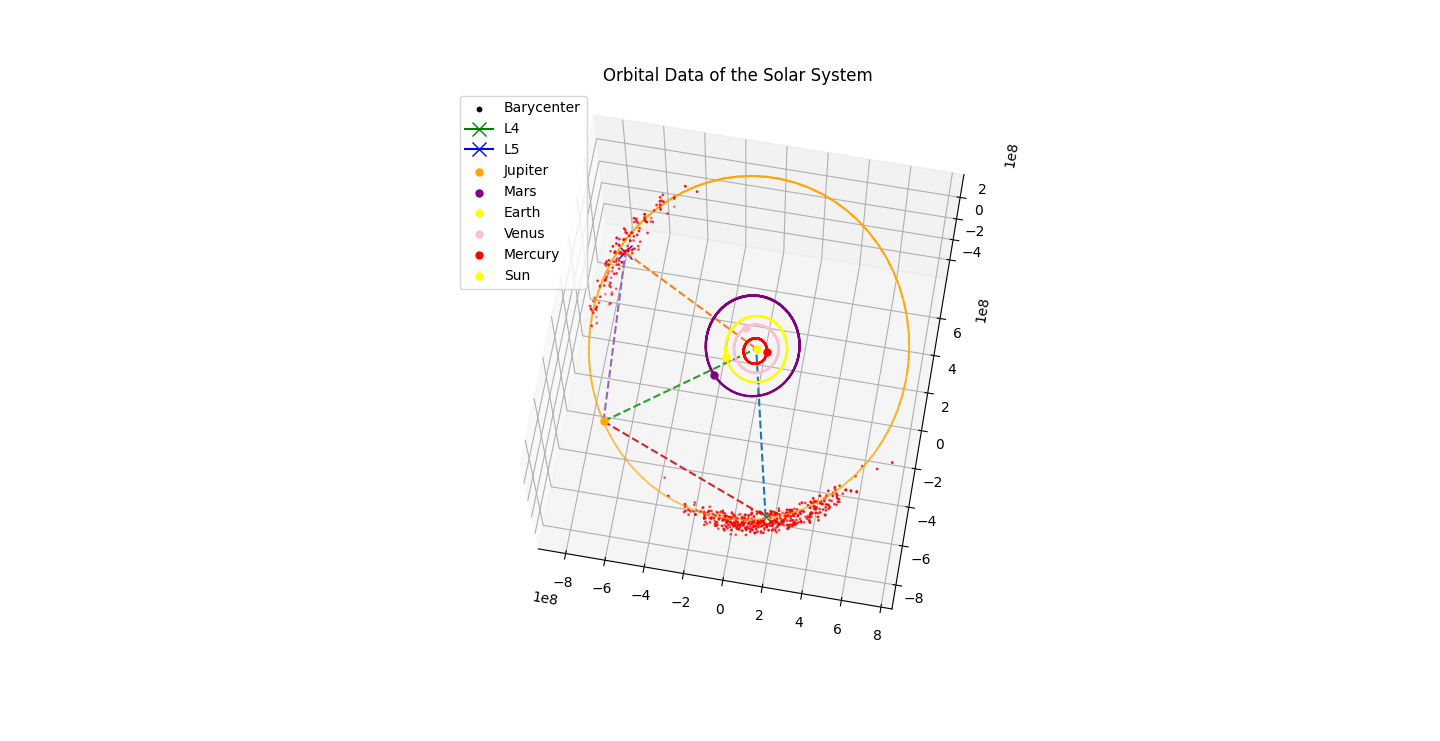 Orbital Data of the Solar System
Barycenter
L4
L5
Jupiter
Mars
Earth
Venus
Mercury
Sun
1e8
2
0
−2
−4
1e8
6
4
2
0
−2
−4
−6
−8
−8
−6
−4
−2
0
2
4
6
8
1e8